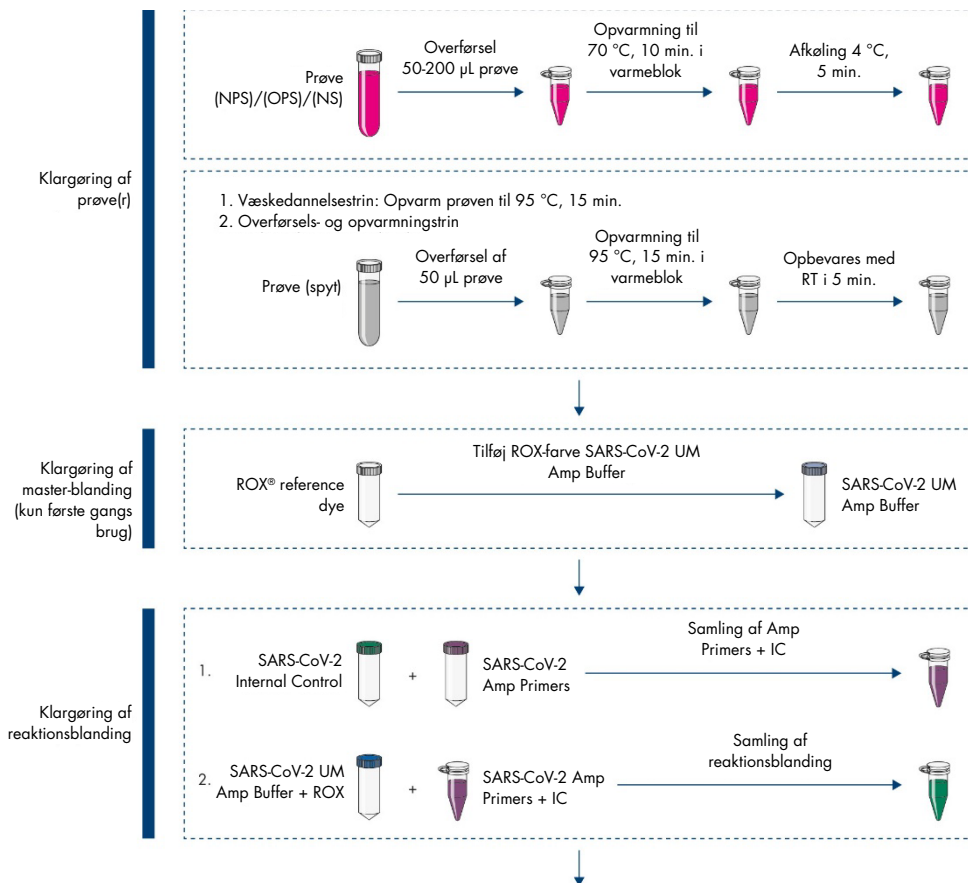 Klargøring af
prøve(r)
Prøve
(NPS)/(OPS)/(NS)
Overførsel
50-200 µL prøve
Opvarmning til
70 °C, 10 min. i
varmeblok
Afkøling 4 °C,
5 min.
1. Væskedannelsestrin: Opvarm prøven til 95 °C, 15 min.
2. Overførsels- og opvarmningstrin
Prøve (spyt)
Overførsel af
50 µL prøve
Opvarmning til
95 °C, 15 min. i
varmeblok
Opbevares med
RT i 5 min.
Klargøring af
master-blanding
(kun første gangs
brug)
ROX® reference
dye
Tilføj ROX-farve SARS-CoV-2 UM
Amp Buffer
SARS-CoV-2 UM
Amp Buffer
Klargøring af
reaktionsblanding
1.
SARS-CoV-2
Internal Control
+
SARS-CoV-2
Amp Primers
Samling af Amp
Primers + IC
2.
SARS-CoV-2 UM
Amp Buffer + ROX
+
SARS-CoV-2 Amp
Primers + IC
Samling af
reaktionsblanding